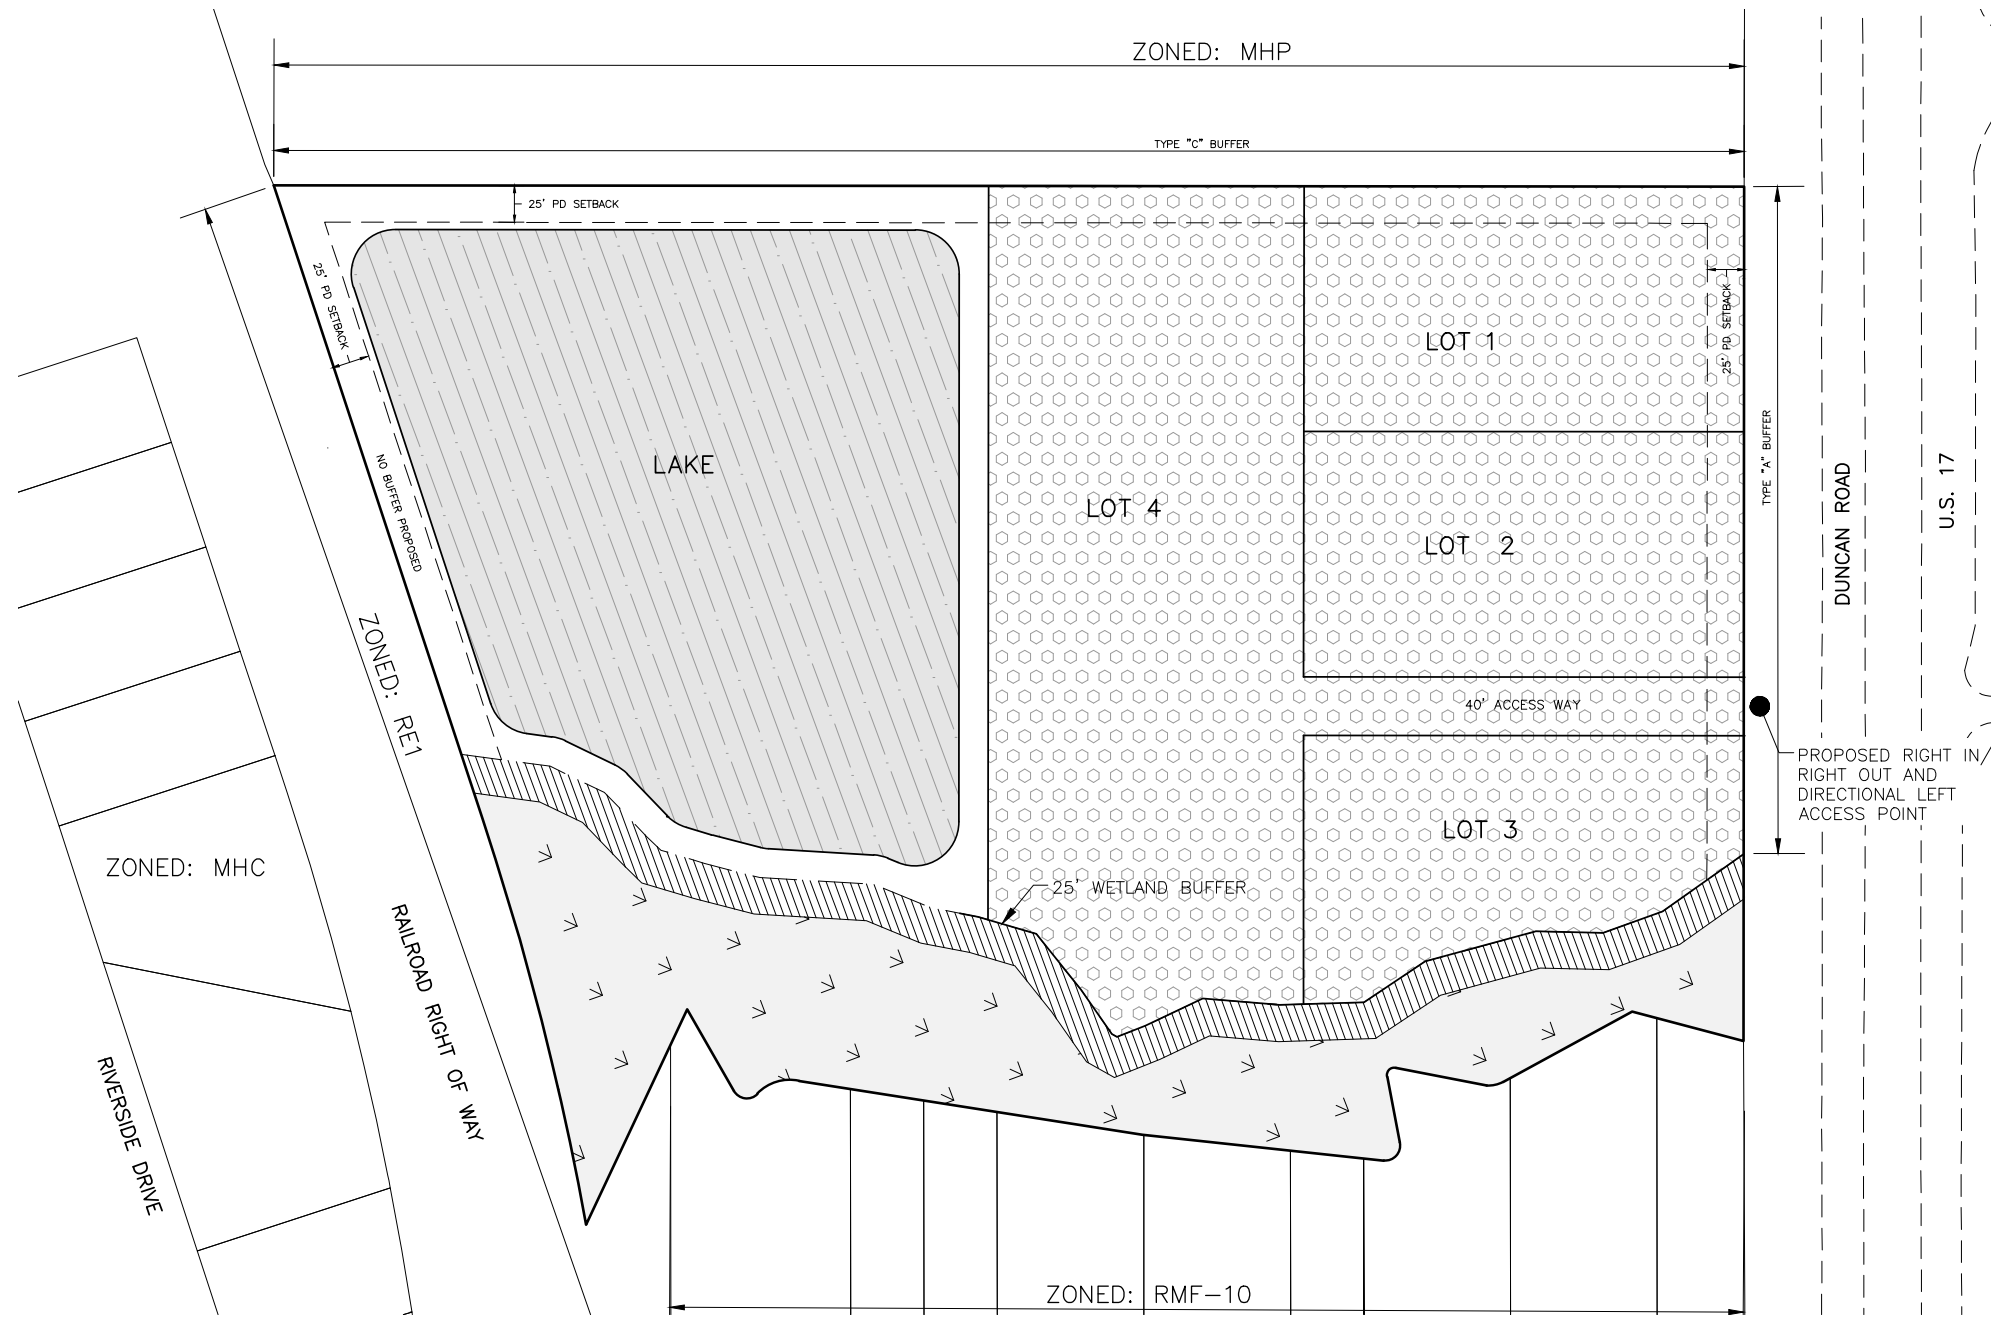 ZONED: MHP
TYPE "C" BUFFER
25' PD SETBACK
25' PD SETBACK
25' PD SETBACK
LOT 1
TYPE "A" BUFFER
LAKE
NO BUFFER PROPOSED
LOT 4
LOT 2
DUNCAN ROAD
U.S. 17
ZONED: RE1
40' ACCESS WAY
PROPOSED RIGHT IN/
RIGHT OUT AND
DIRECTIONAL LEFT
ACCESS POINT
LOT 3
ZONED: MHC
25' WETLAND BUFFER
RAILROAD RIGHT OF WAY
RIVERSIDE DRIVE
ZONED: RMF-10